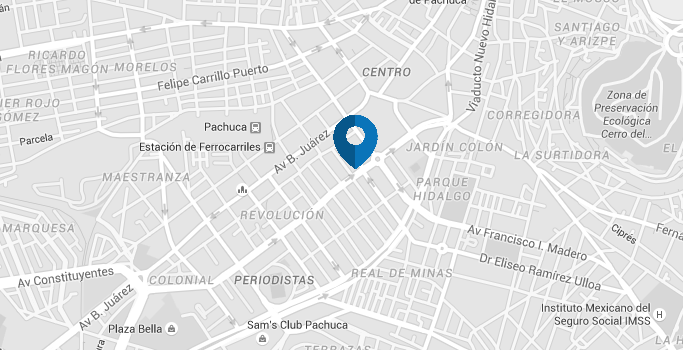 de Pachuca
SANTIAGO
Y ARIZPE
RICARDO
FLORES MAGÓN
MORELOS
Felipe Carrillo Puerto
CENTRO
Viaducto Nuevo Hidal
Zona de
Preservación
Ecológica
Cerro del...
IER ROJO
GÓMEZ
Parcela
Pachuca
Estación de Ferrocarriles
Av B. Juárez
CORREGIDORA
JARDIN COLÓN
LA SURTIDORA
EL
MAESTRANZA
PARQUE
HIDALGO
MARQUESA
REVOLUCIÓN
Av Francisco I. Madero
Ciprés
Ferna
Dr Eliseo Ramírez Ulloa
Av Constituyentes
COLONIAL
PERIODISTAS
REAL DE MINAS
Av B. Juárez
Plaza Bella
Sam's Club Pachuca
Instituto Mexicano del
Seguro Social IMSS
H
TERRAZAS
LA H